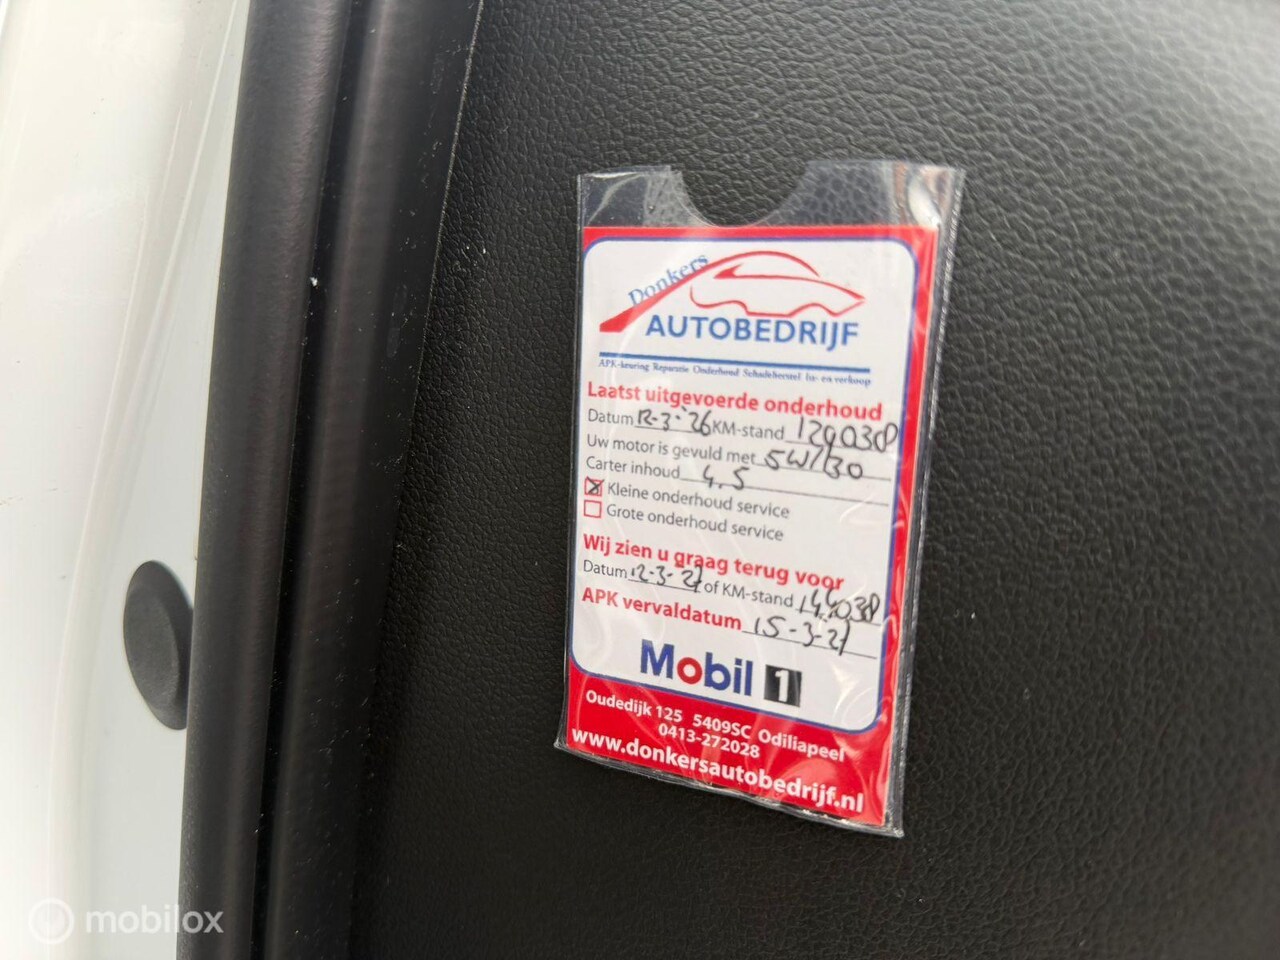 Donkers
AUTOBEDRIJF
APK-keuring Reparatie Onderhoud Schadeherstel In- en verkoop
Laatst uitgevoerde onderhoud
Datum 12-3-'26 KM-stand 129038
Uw motor is gevuld met 5W/30
Carter inhoud 4,5
Kleine onderhoud service
Grote onderhoud service
Wij zien u graag terug voor
Datum 12-3-27 of KM-stand 144038
APK vervaldatum 15-3-27
Mobil 1
Oudedijk 125 5409SC Odiliapeel
0413-272028
www.donkersautobedrijf.nl
mobilox